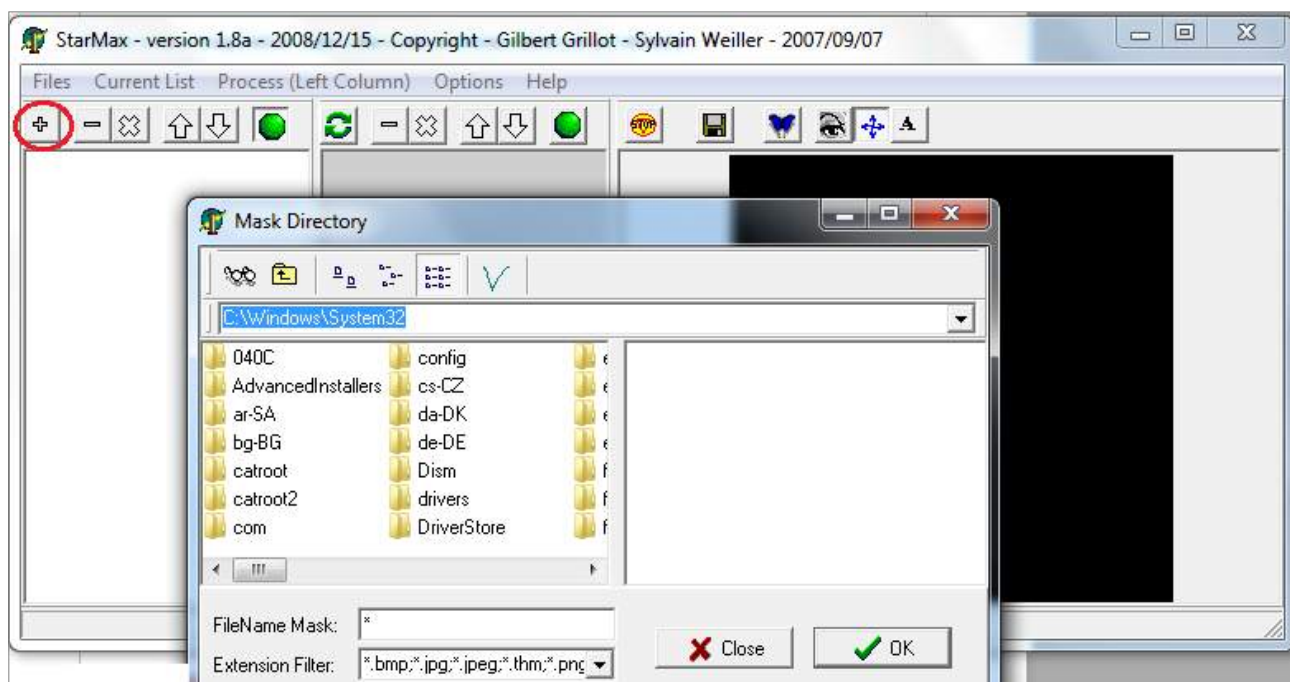 StarMax - version 1.8a - 2008/12/15 - Copyright - Gilbert Grillot - Sylvain Weiller - 2007/09/07
Files Current List Process (Left Column) Options Help
STOP A
Mask Directory
C:\Windows\System32
040C config
AdvancedInstallers cs-CZ
ar-SA da-DK
bg-BG de-DE
catroot Dism
catroot2 drivers
com DriverStore
FileName Mask: *
Extension Filter: *.bmp;*.jpg;*.jpeg;*.thm;*.png
Close OK